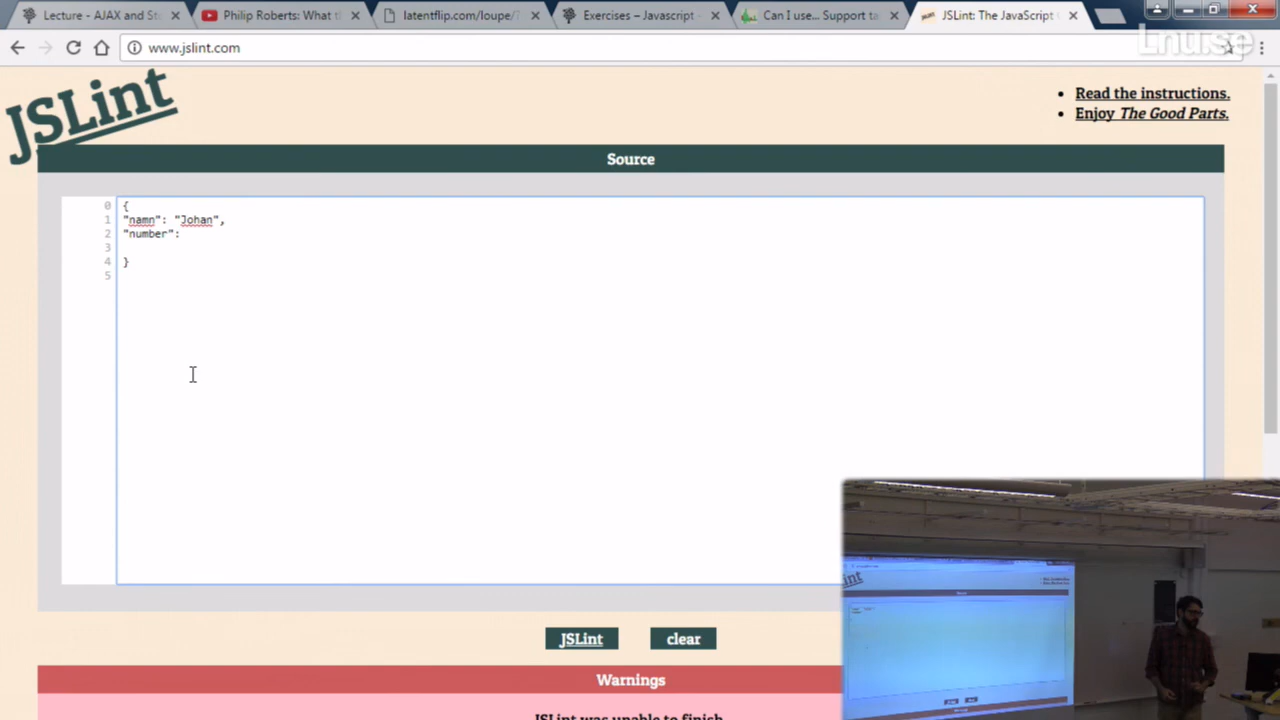 Lecture - AJAX and St
Philip Roberts: What t
latentflip.com/loupe/
Exercises – Javascript -
Can I use... Support ta
JSLint: The JavaScript
www.jslint.com
Lnu.se
JSLint
• Read the instructions.
• Enjoy The Good Parts.
Source
0 {
1 "namn": "Johan",
2 "number":
3
4 }
5
JSLint clear
Warnings
JSLint was unable to finish